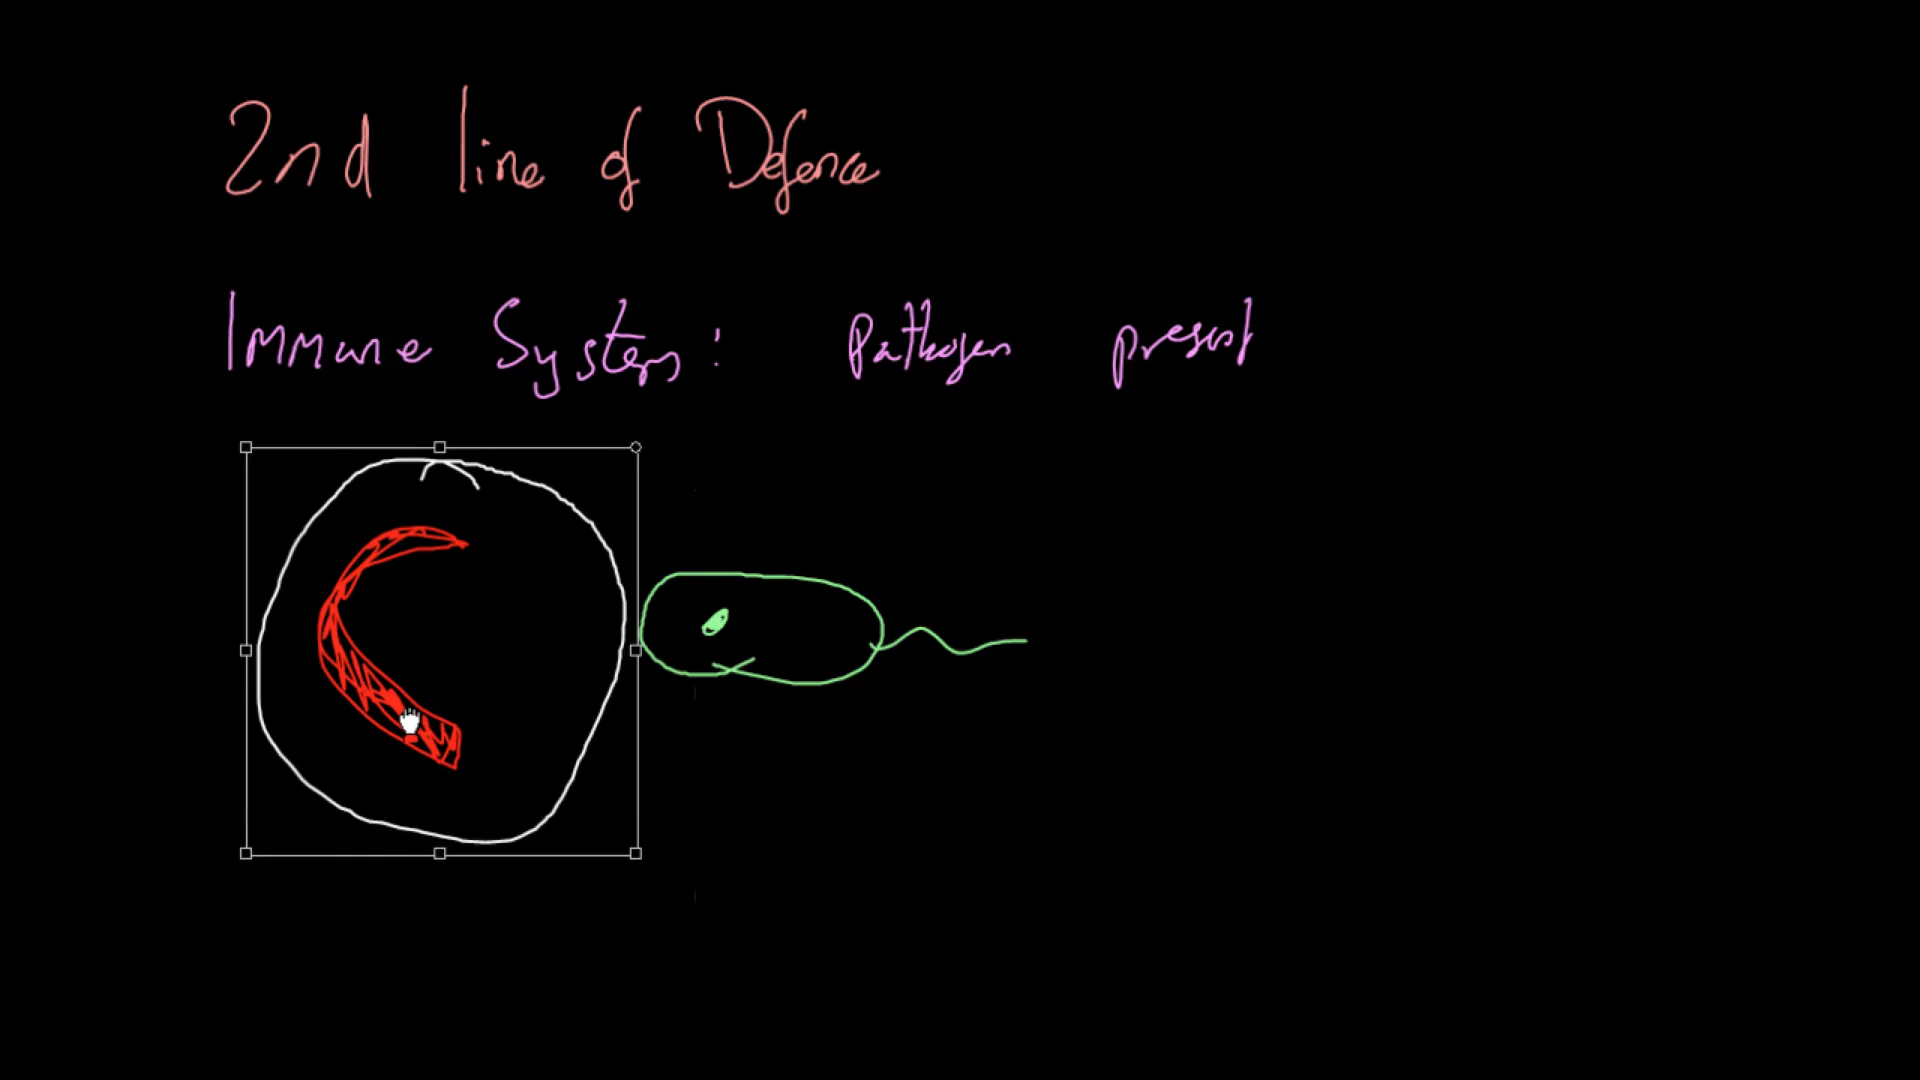 2nd line of Defence
Immune System: Pathogen present